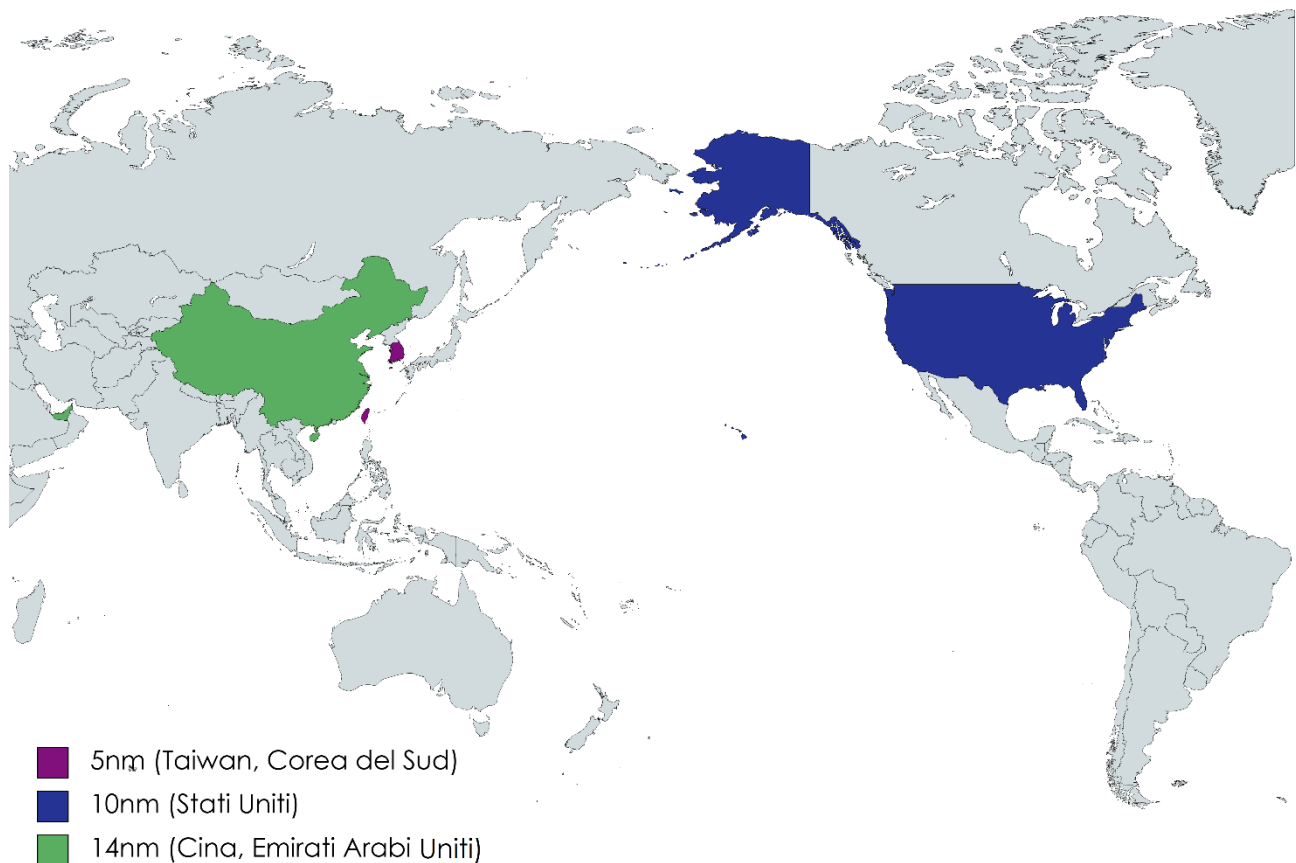 5nm (Taiwan, Corea del Sud)
10nm (Stati Uniti)
14nm (Cina, Emirati Arabi Uniti)